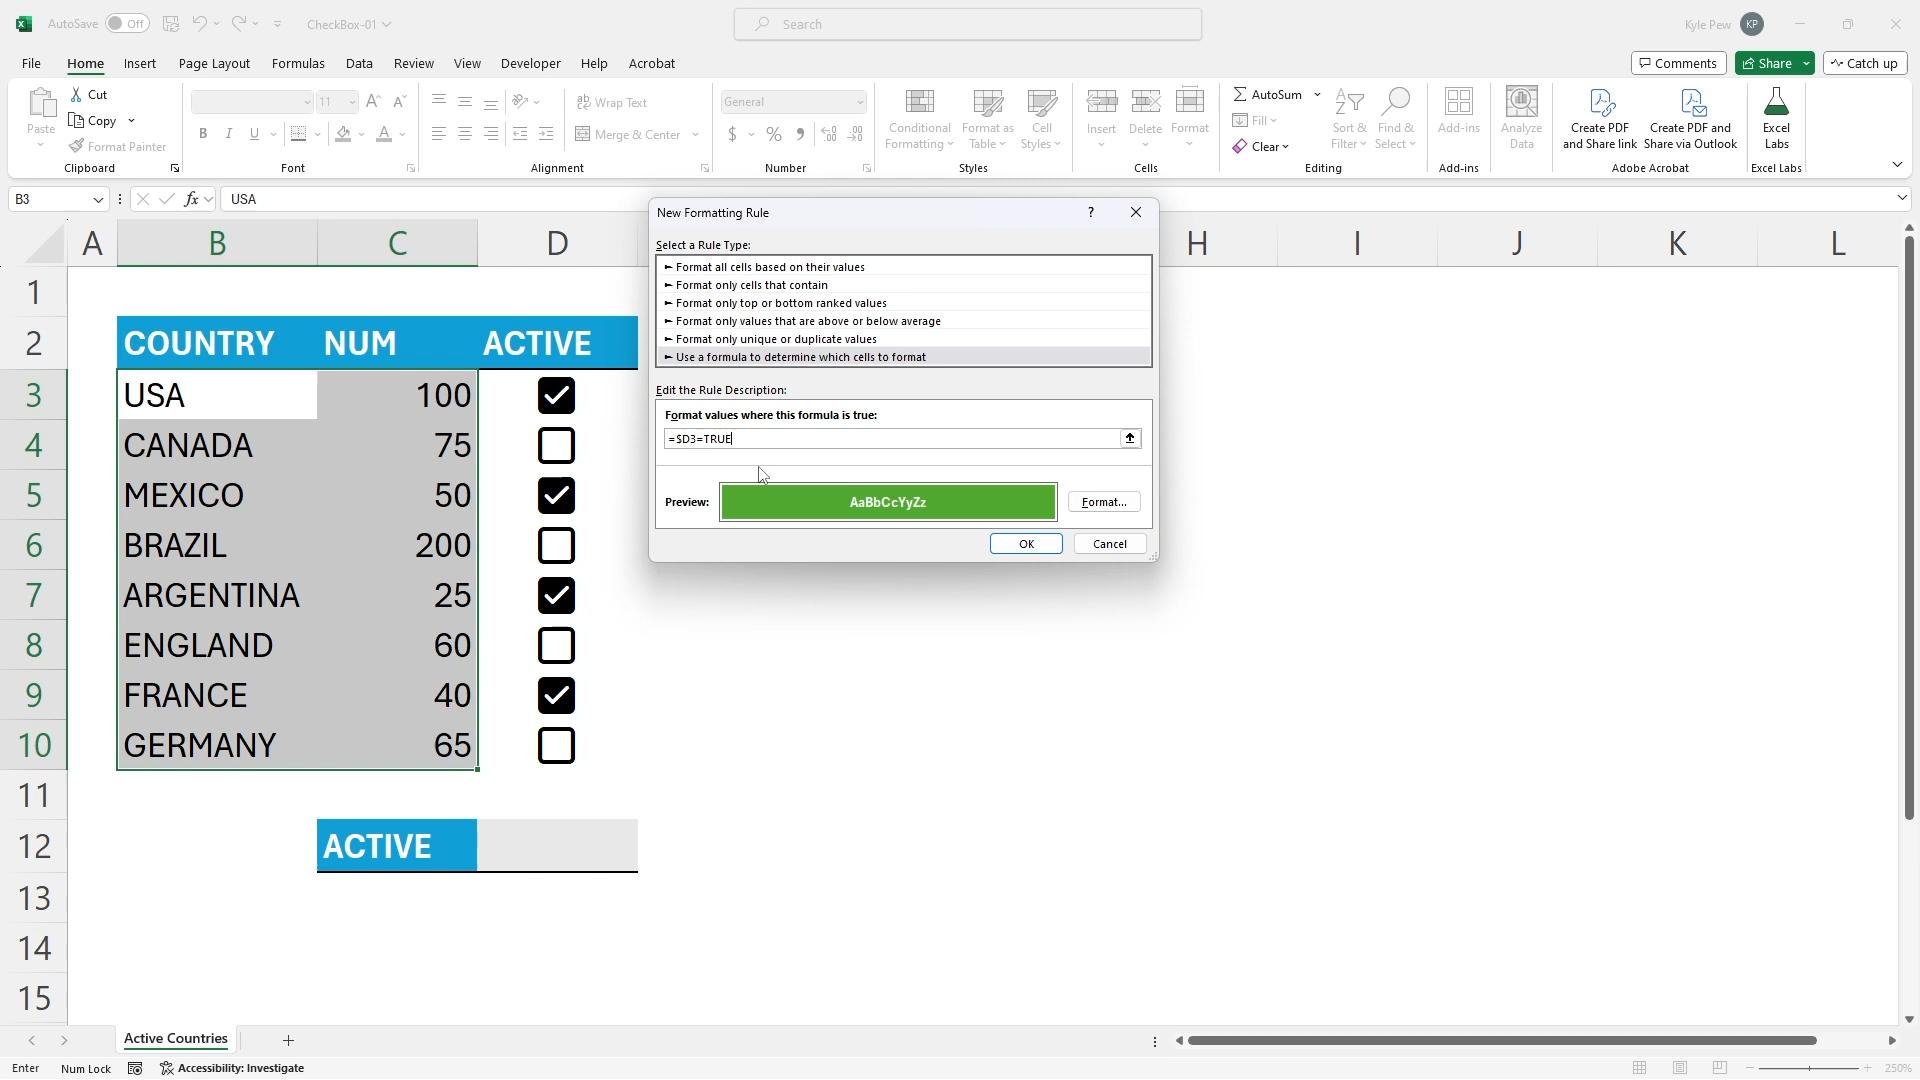 AutoSave Off CheckBox-01 Search Kyle Pew KP
File Home Insert Page Layout Formulas Data Review View Developer Help Acrobat Comments Share Catch up
Paste Cut Copy Format Painter Clipboard
11 B I U A Font
ab Wrap Text Merge & Center Alignment
General $ % Number
Conditional Formatting Format as Table Cell Styles Styles
Insert Delete Format Cells
AutoSum Fill Clear Sort & Filter Find & Select Editing
Add-ins Add-ins
Analyze Data
Create PDF and Share link Create PDF and Share via Outlook Adobe Acrobat
Excel Labs Excel Labs
B3 fx USA
A B C D H I J K L
New Formatting Rule ?
Select a Rule Type:
► Format all cells based on their values
► Format only cells that contain
► Format only top or bottom ranked values
► Format only values that are above or below average
► Format only unique or duplicate values
► Use a formula to determine which cells to format
Edit the Rule Description:
Format values where this formula is true:
=$D3=TRUE
Preview: AaBbCcYyZz Format...
OK Cancel
1
2 COUNTRY NUM ACTIVE
3 USA 100
4 CANADA 75
5 MEXICO 50
6 BRAZIL 200
7 ARGENTINA 25
8 ENGLAND 60
9 FRANCE 40
10 GERMANY 65
11
12 ACTIVE
13
14
15
Active Countries
Enter Num Lock Accessibility: Investigate 250%